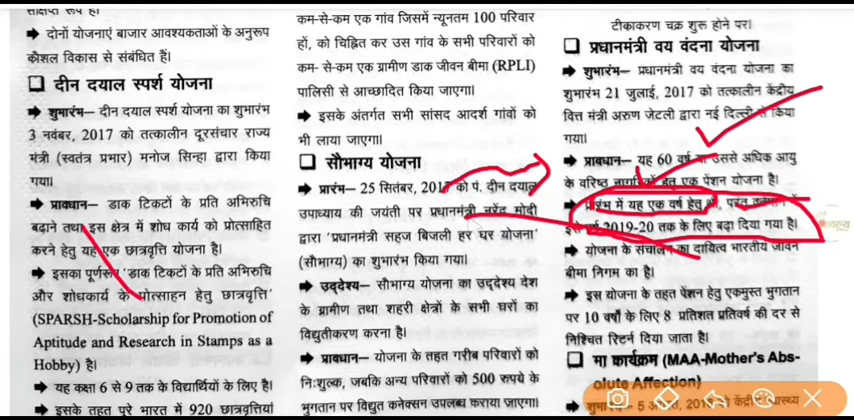 ➡ दोनों योजनाएं बाजार आवश्यकताओं के अनुरूप
कौशल विकास से संबंधित हैं।
❑ दीन दयाल स्पर्श योजना
➡ शुभारंभ– दीन दयाल स्पर्श योजना का शुभारंभ
3 नवंबर, 2017 को तत्कालीन दूरसंचार राज्य
मंत्री (स्वतंत्र प्रभार) मनोज सिन्हा द्वारा किया
गया।
➡ प्रावधान– डाक टिकटों के प्रति अभिरुचि
बढ़ाने तथा इस क्षेत्र में शोध कार्य को प्रोत्साहित
करने हेतु यह एक छात्रवृत्ति योजना है।
➡ इसका पूर्णरूप 'डाक टिकटों के प्रति अभिरुचि
और शोधकार्य के प्रोत्साहन हेतु छात्रवृत्ति'
(SPARSH-Scholarship for Promotion of
Aptitude and Research in Stamps as a
Hobby) है।
➡ यह कक्षा 6 से 9 तक के विद्यार्थियों के लिए है।
➡ इसके तहत पूरे भारत में 920 छात्रवृत्तियां
कम-से-कम एक गांव जिसमें न्यूनतम 100 परिवार
हों, को चिह्नित कर उस गांव के सभी परिवारों को
कम- से-कम एक ग्रामीण डाक जीवन बीमा (RPLI)
पालिसी से आच्छादित किया जाएगा।
➡ इसके अंतर्गत सभी सांसद आदर्श गांवों को
भी लाया जाएगा।
❑ सौभाग्य योजना
➡ प्रारंभ– 25 सितंबर, 2017 को पं. दीन दयाल
उपाध्याय की जयंती पर प्रधानमंत्री नरेंद्र मोदी
द्वारा 'प्रधानमंत्री सहज बिजली हर घर योजना'
(सौभाग्य) का शुभारंभ किया गया।
➡ उद्देश्य– सौभाग्य योजना का उद्देश्य देश
के ग्रामीण तथा शहरी क्षेत्रों के सभी घरों का
विद्युतीकरण करना है।
➡ प्रावधान– योजना के तहत गरीब परिवारों को
निःशुल्क, जबकि अन्य परिवारों को 500 रुपये के
भुगतान पर विद्युत कनेक्सन उपलब्ध कराया जाएगा।
टीकाकरण चक्र शुरू होने पर।
❑ प्रधानमंत्री वय वंदना योजना
➡ शुभारंभ– प्रधानमंत्री वय वंदना योजना का
शुभारंभ 21 जुलाई, 2017 को तत्कालीन केंद्रीय
वित्त मंत्री अरुण जेटली द्वारा नई दिल्ली से किया
गया।
➡ प्रावधान– यह 60 वर्ष या उससे अधिक आयु
के वरिष्ठ नागरिकों हेतु एक पेंशन योजना है।
➡ प्रारंभ में यह एक वर्ष हेतु थी, परंतु
2019-20 तक के लिए बढ़ा दिया गया है।
➡ योजना के संचालन का दायित्व भारतीय जीवन
बीमा निगम का है।
➡ इस योजना के तहत पेंशन हेतु एकमुस्त भुगतान
पर 10 वर्षों के लिए 8 प्रतिशत प्रतिवर्ष की दर से
निश्चित रिटर्न दिया जाता है।
❑ मा कार्यक्रम (MAA-Mother's Abs-
olute Affection)
➡